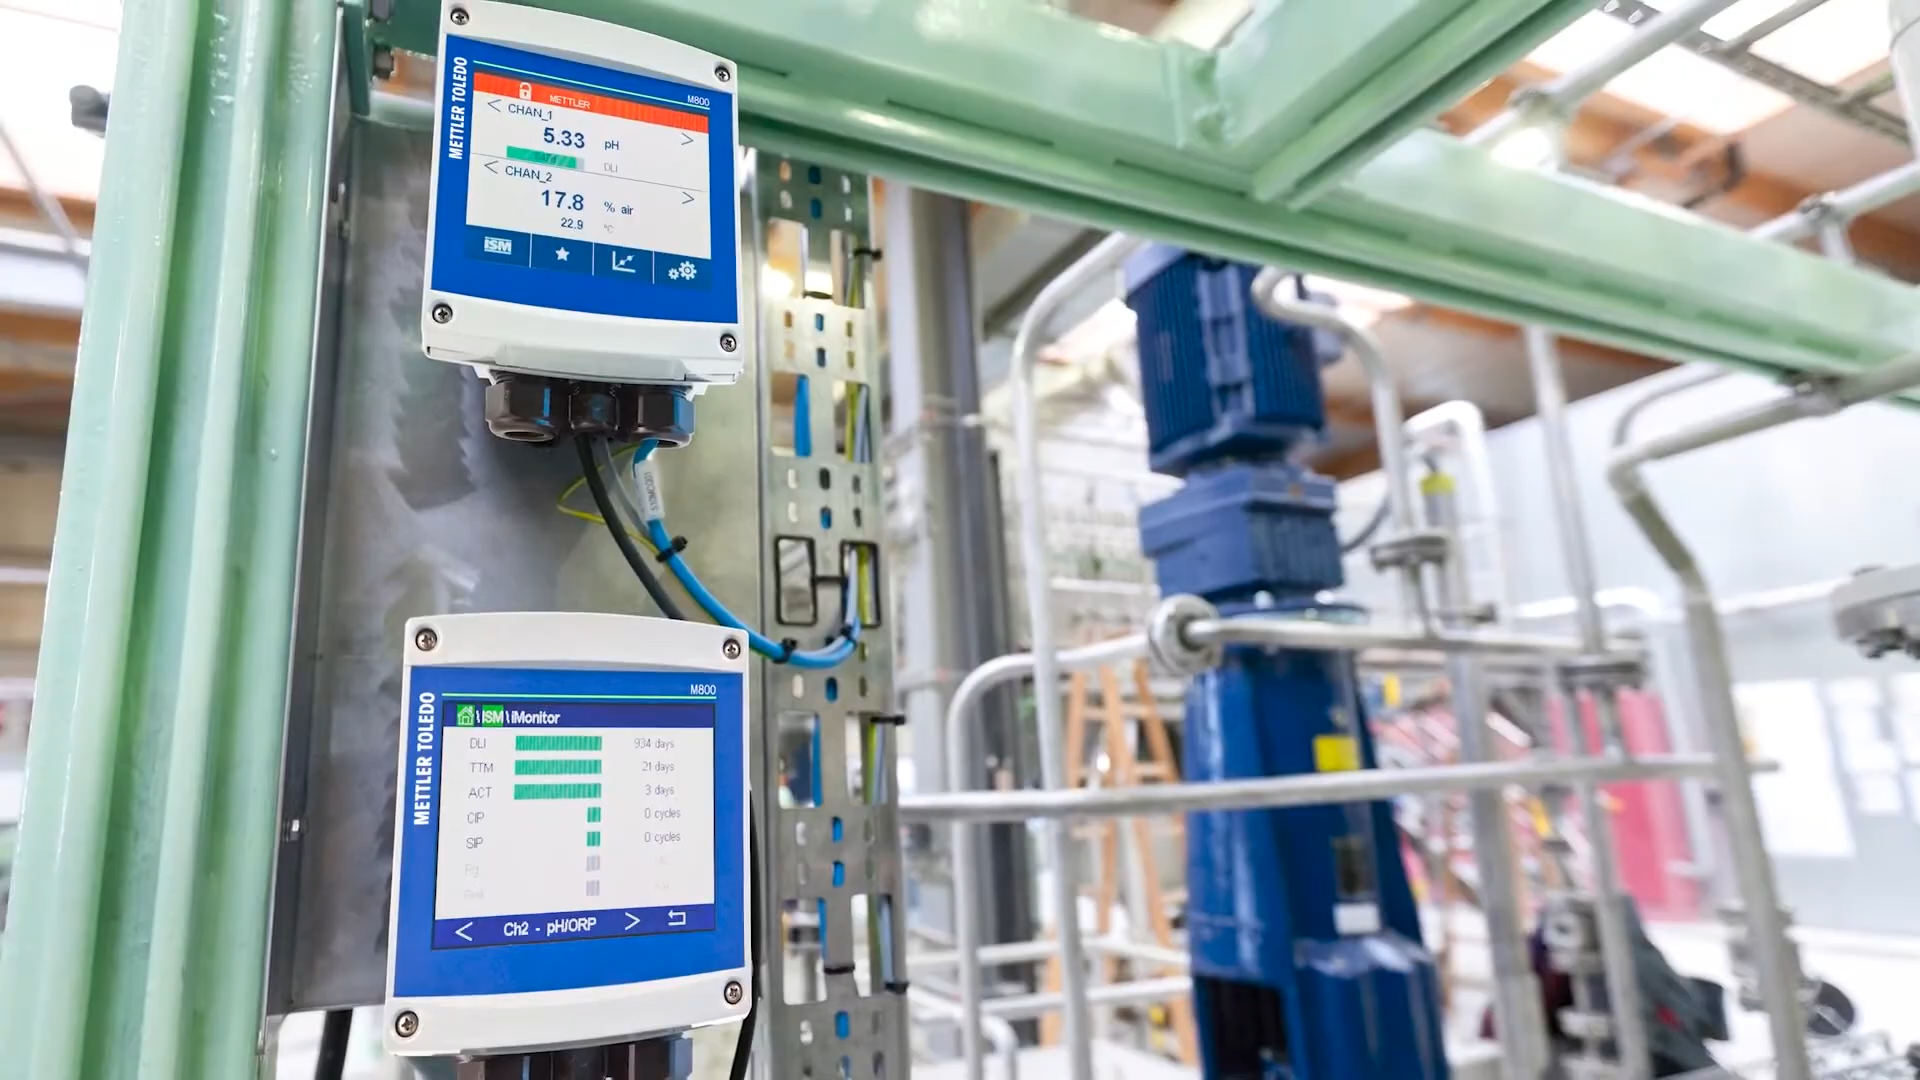 METTLER TOLEDO
M800
METTLER
< CHAN_1
5.33 pH >
DLI
< CHAN_2
17.8 % air >
22.9 °C
ISM
METTLER TOLEDO
M800
\ISM\iMonitor
DLI 934 days
TTM 21 days
ACT 3 days
CIP 0 cycles
SIP 0 cycles
Rg
< Ch2 - pH/ORP >